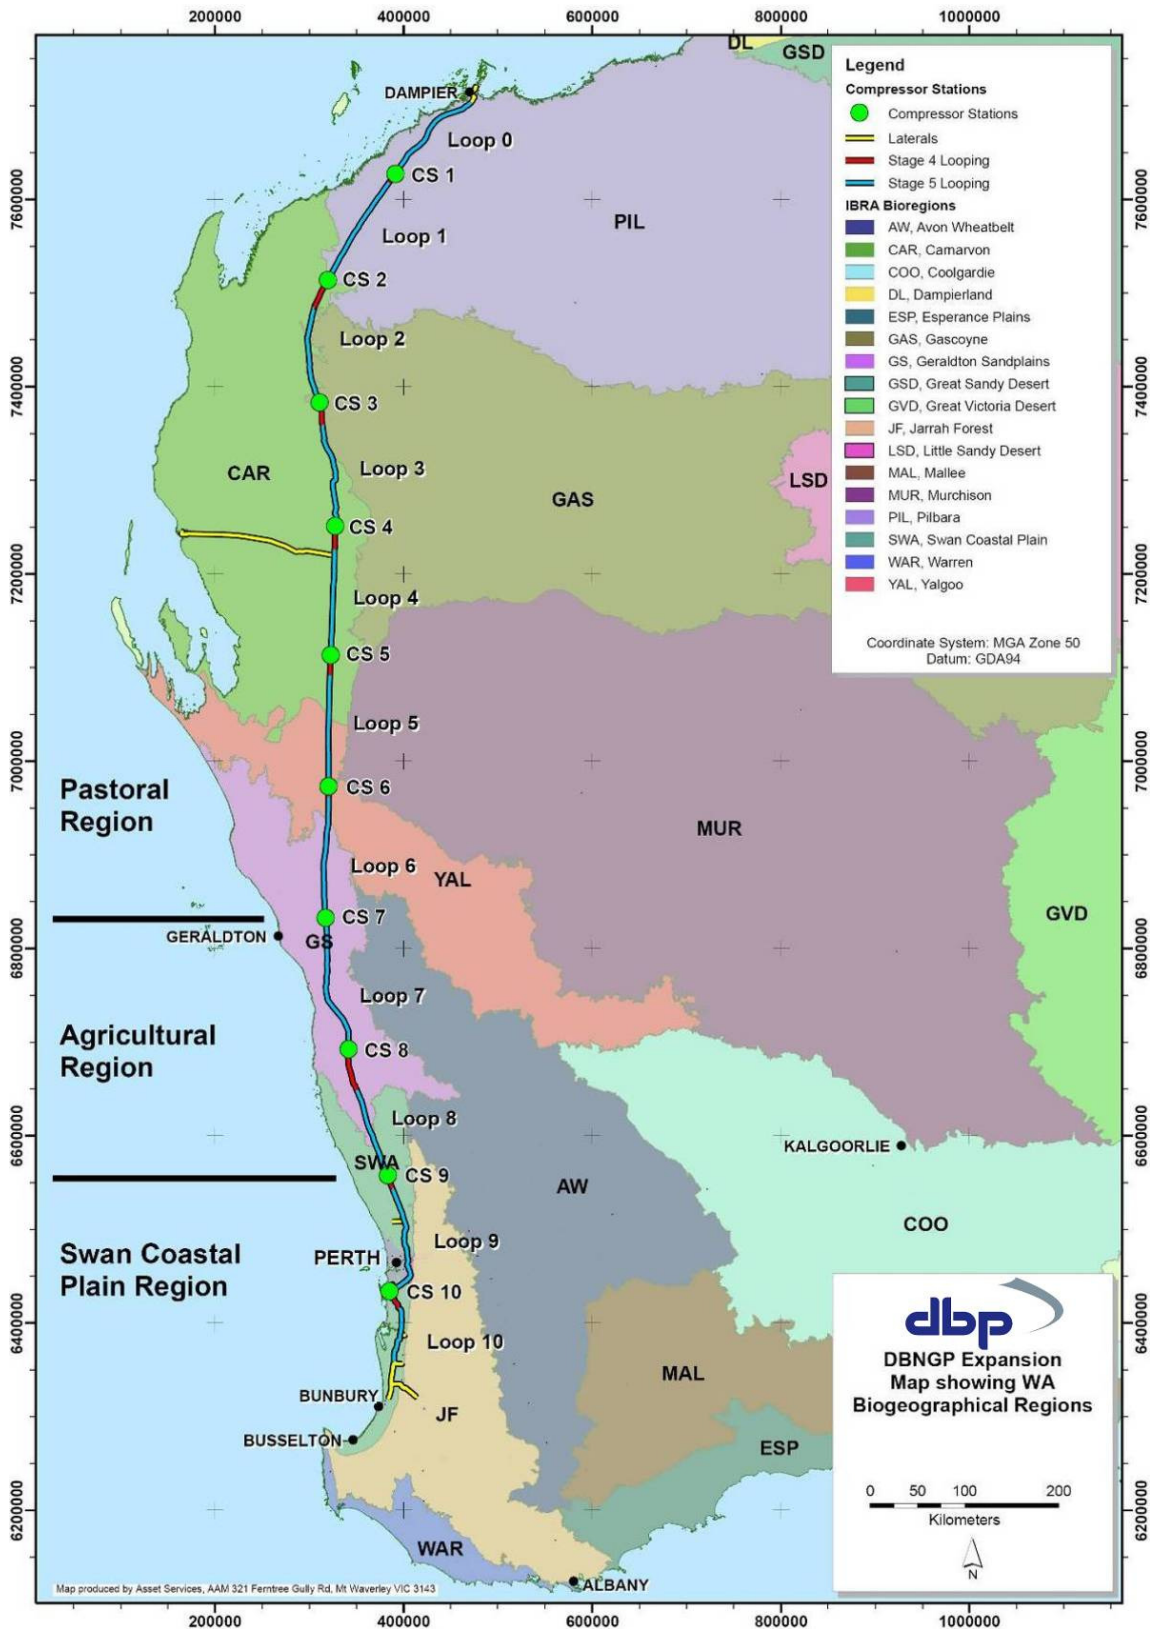 200000 400000 600000 800000 1000000
DL
GSD
DAMPIER
Loop 0
CS 1
Loop 1
PIL
CS 2
Loop 2
CS 3
Loop 3
CAR
GAS
LSD
CS 4
Loop 4
CS 5
Loop 5
CS 6
Pastoral
Region
MUR
Loop 6
YAL
CS 7
GERALDTON
GS
GVD
Loop 7
Agricultural
Region
CS 8
Loop 8
KALGOORLIE
SWA
CS 9
AW
COO
Loop 9
Swan Coastal
Plain Region
PERTH
CS 10
Loop 10
MAL
BUNBURY
JF
BUSSELTON
ESP
WAR
ALBANY
Legend
Compressor Stations
Compressor Stations
Laterals
Stage 4 Looping
Stage 5 Looping
IBRA Bioregions
AW, Avon Wheatbelt
CAR, Carnarvon
COO, Coolgardie
DL, Dampierland
ESP, Esperance Plains
GAS, Gascoyne
GS, Geraldton Sandplains
GSD, Great Sandy Desert
GVD, Great Victoria Desert
JF, Jarrah Forest
LSD, Little Sandy Desert
MAL, Mallee
MUR, Murchison
PIL, Pilbara
SWA, Swan Coastal Plain
WAR, Warren
YAL, Yalgoo
Coordinate System: MGA Zone 50
Datum: GDA94
dbp
DBNGP Expansion
Map showing WA
Biogeographical Regions
0 50 100 200
Kilometers
N
Map produced by Asset Services, AAM 321 Ferntree Gully Rd, Mt Waverley VIC 3143
7600000
7400000
7200000
7000000
6800000
6600000
6400000
6200000
7600000
7400000
7200000
7000000
6800000
6600000
6400000
6200000
200000 400000 600000 800000 1000000